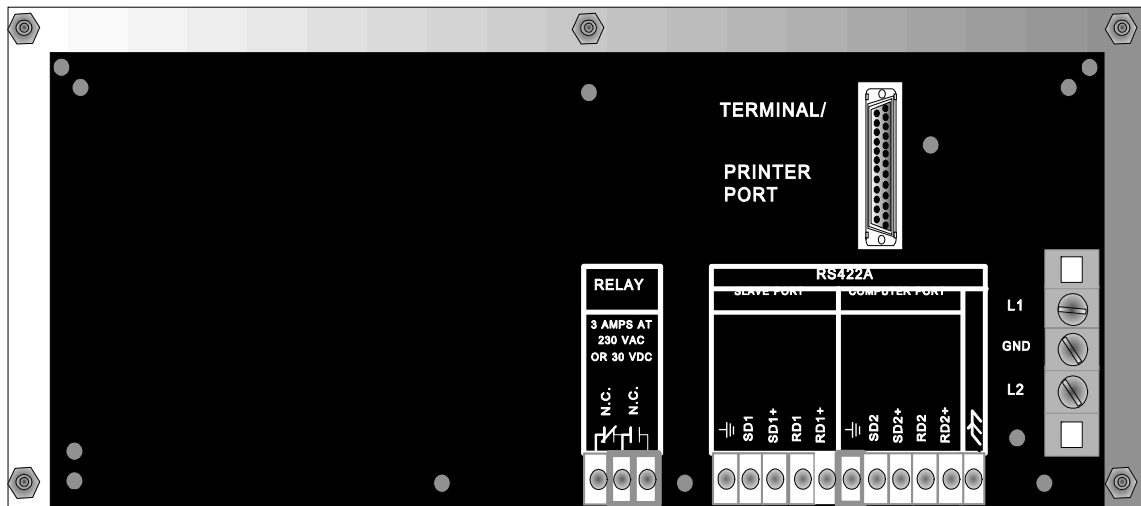 TERMINAL/
PRINTER
PORT
RELAY
3 AMPS AT
230 VAC
OR 30 VDC
N.C. N.C.
RS422A
SLAVE PORT COMPUTER PORT
SD1 SD1+ RD1 RD1+ SD2 SD2+ RD2 RD2+
L1
GND
L2